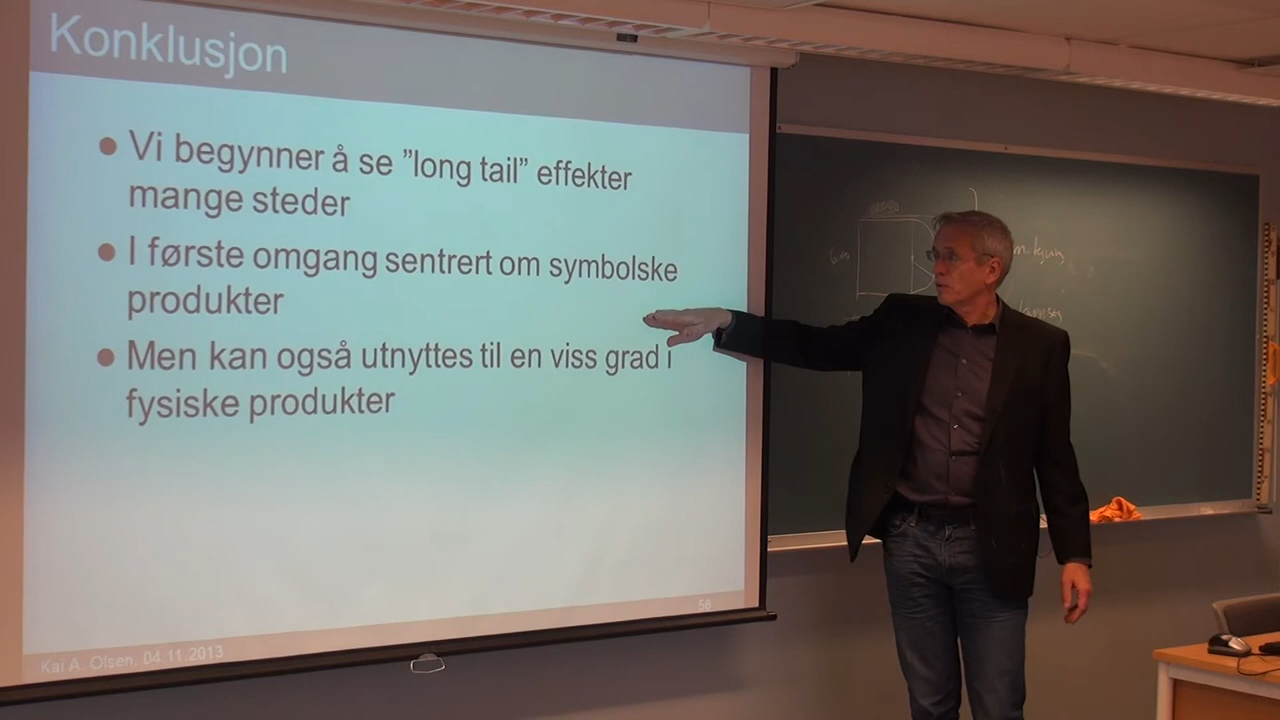 Konklusjon
● Vi begynner å se ”long tail” effekter
mange steder
● I første omgang sentrert om symbolske
produkter
● Men kan også utnyttes til en viss grad i
fysiske produkter
56
Kai A. Olsen, 04.11.2013